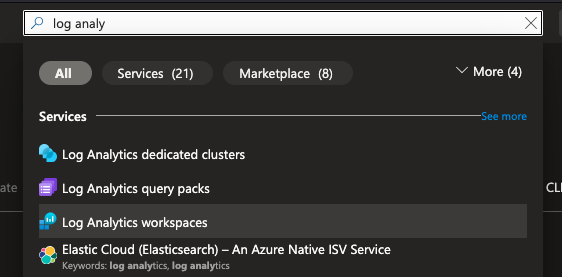 log analy
All
Services (21)
Marketplace (8)
More (4)
Services
See more
Log Analytics dedicated clusters
Log Analytics query packs
ate
CL
Log Analytics workspaces
Elastic Cloud (Elasticsearch) – An Azure Native ISV Service
Keywords: log analytics, log analytics